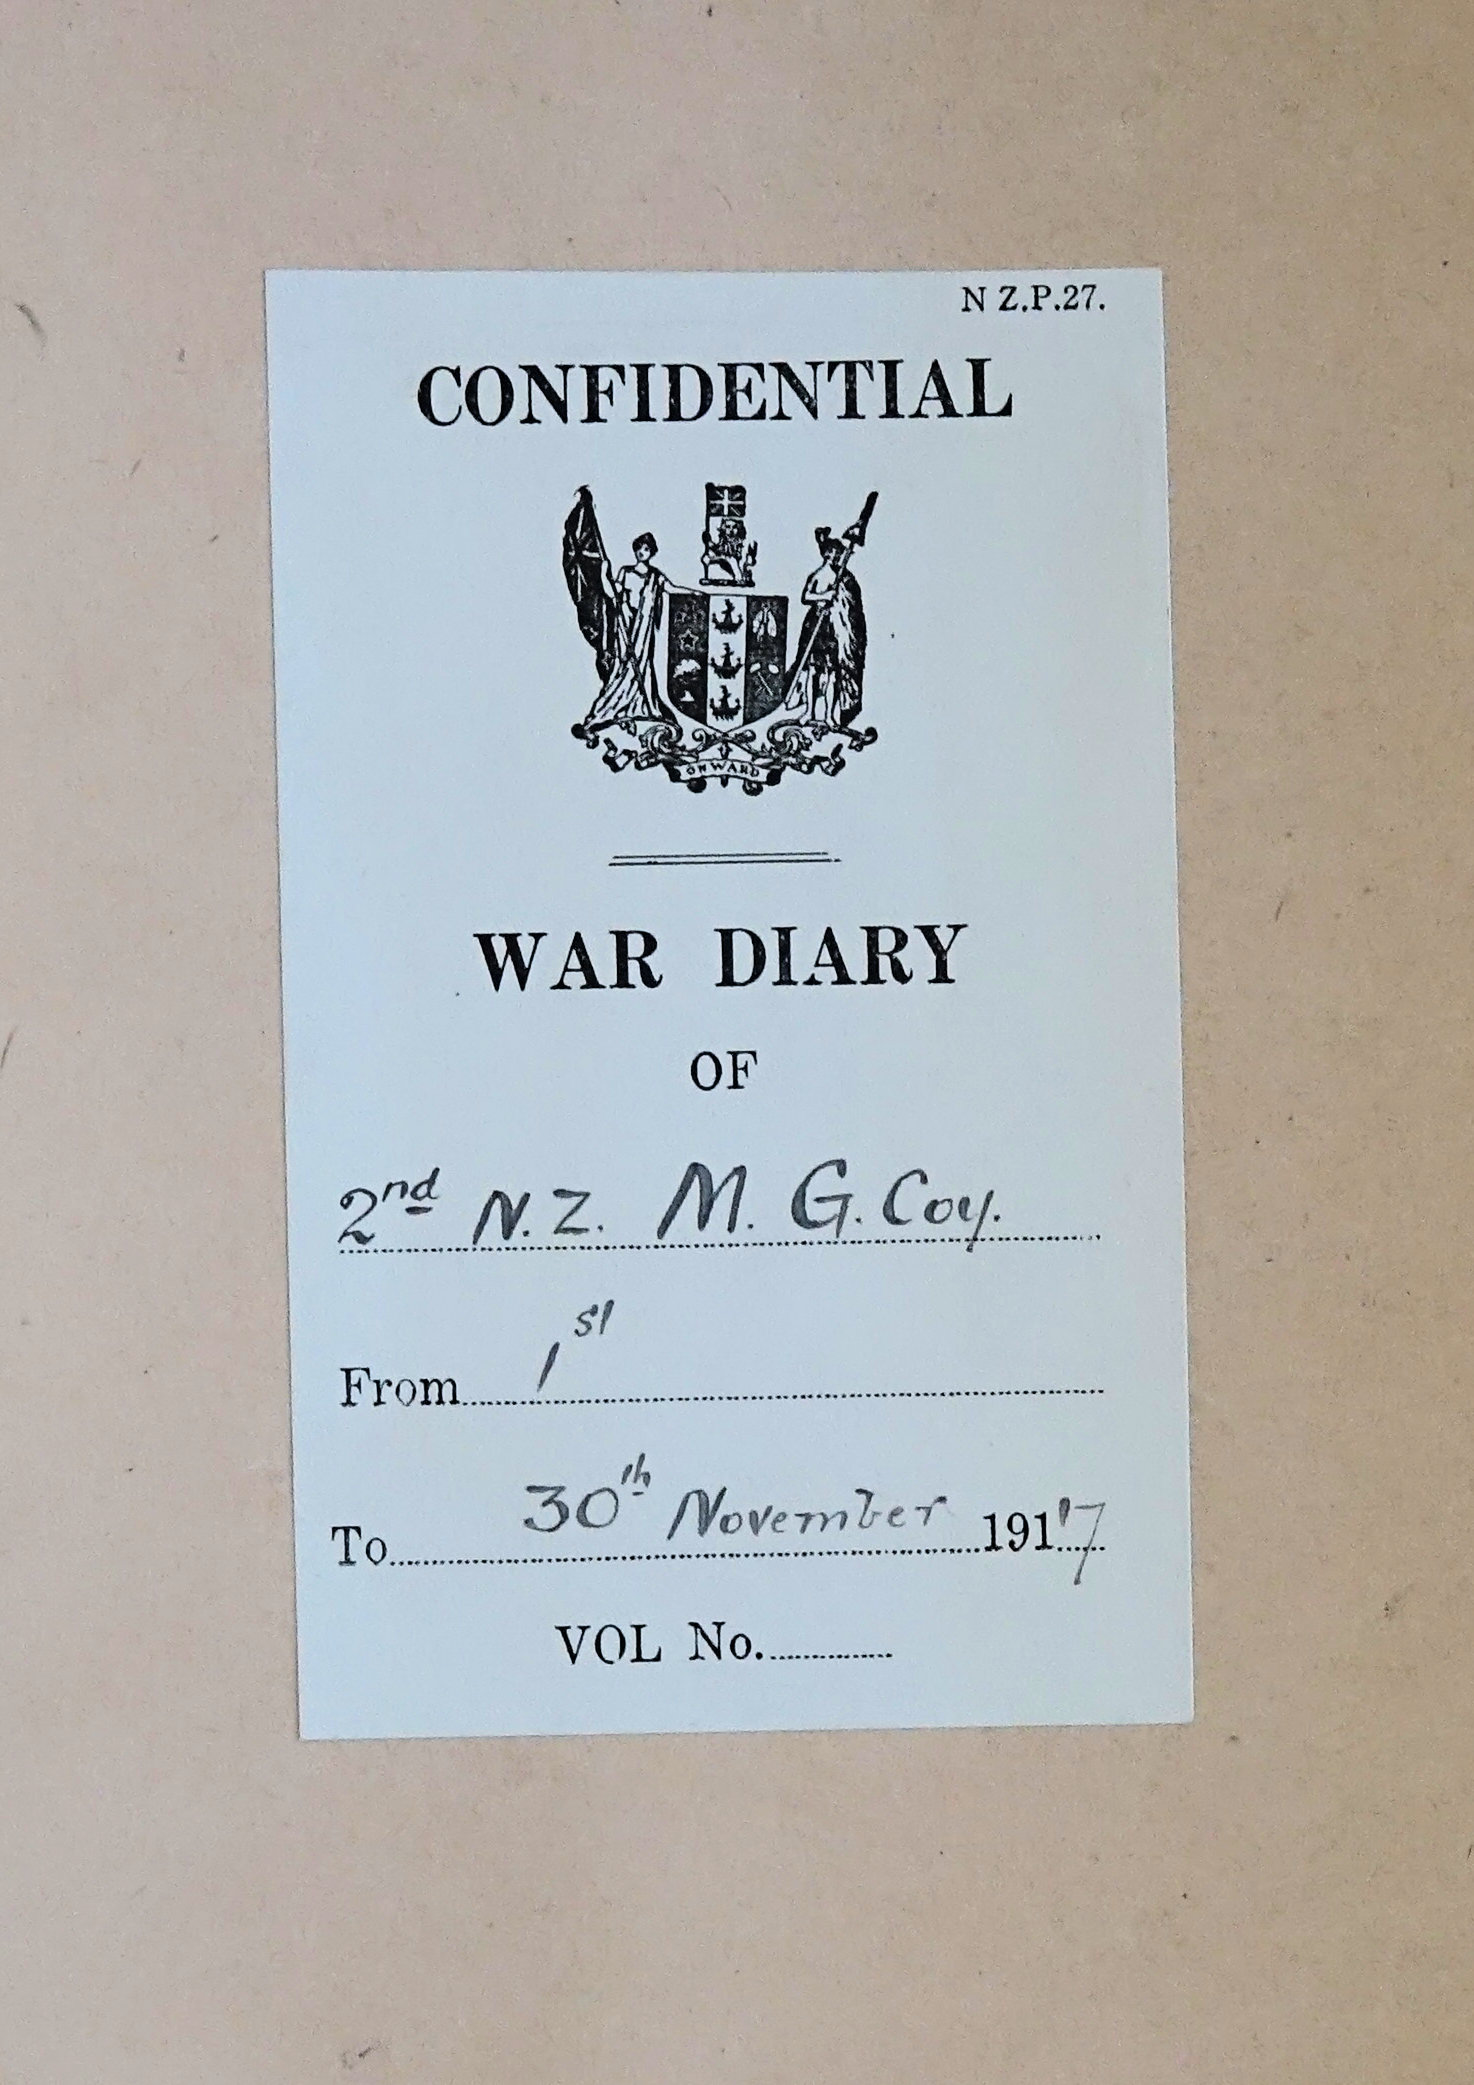 N Z.P.27.
CONFIDENTIAL
ONWARD
WAR DIARY
OF
2nd N.Z. M. G. Coy.
From 1st
To 30th November 1917
VOL No.